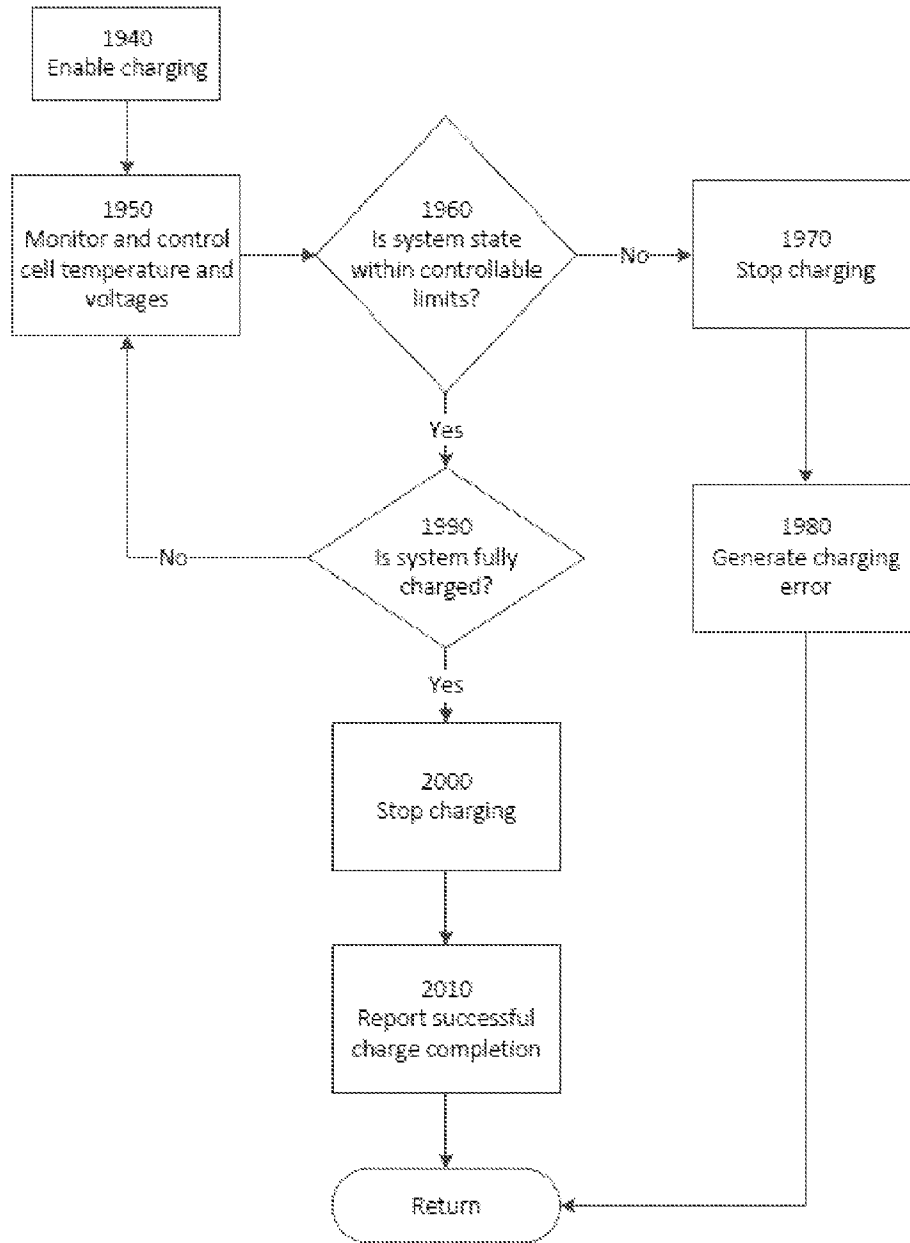 1940
Enable charging
1950
Monitor and control
cell temperature and
voltages
1960
Is system state
within controllable
limits?
No
1970
Stop charging
Yes
1990
Is system fully
charged?
No
1980
Generate charging
error
Yes
2000
Stop charging
2010
Report successful
charge completion
Return